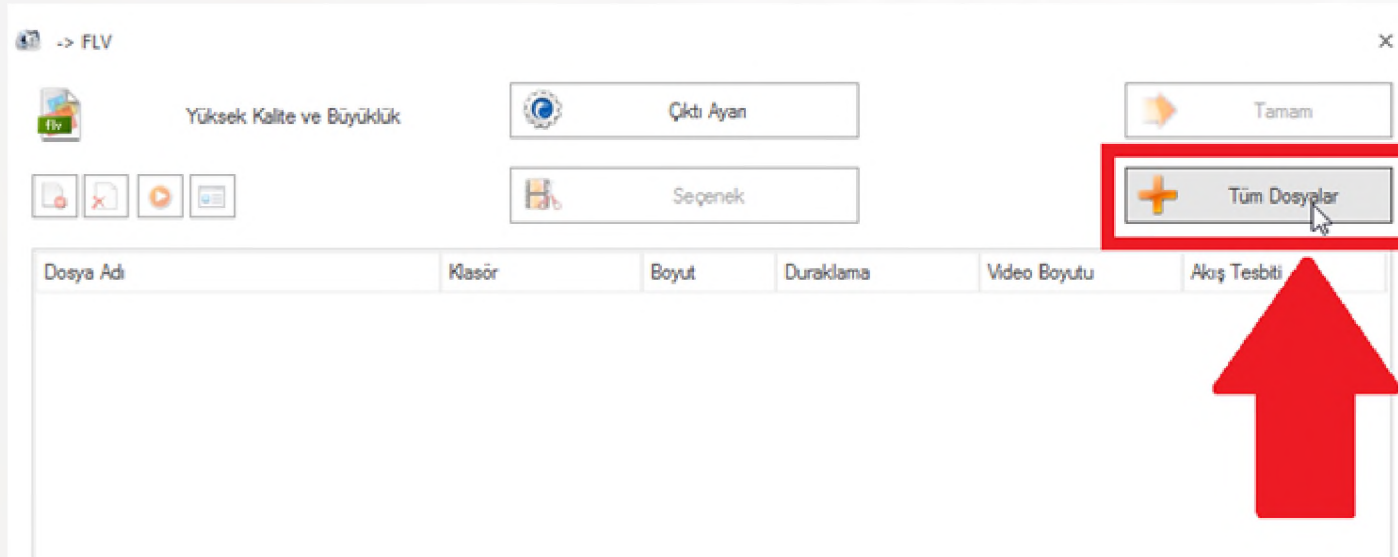 -> FLV
flv
Yüksek Kalite ve Büyüklük
Çıktı Ayarı
Tamam
Seçenek
Tüm Dosyalar
Dosya Adı Klasör Boyut Duraklama Video Boyutu Akış Tesbiti